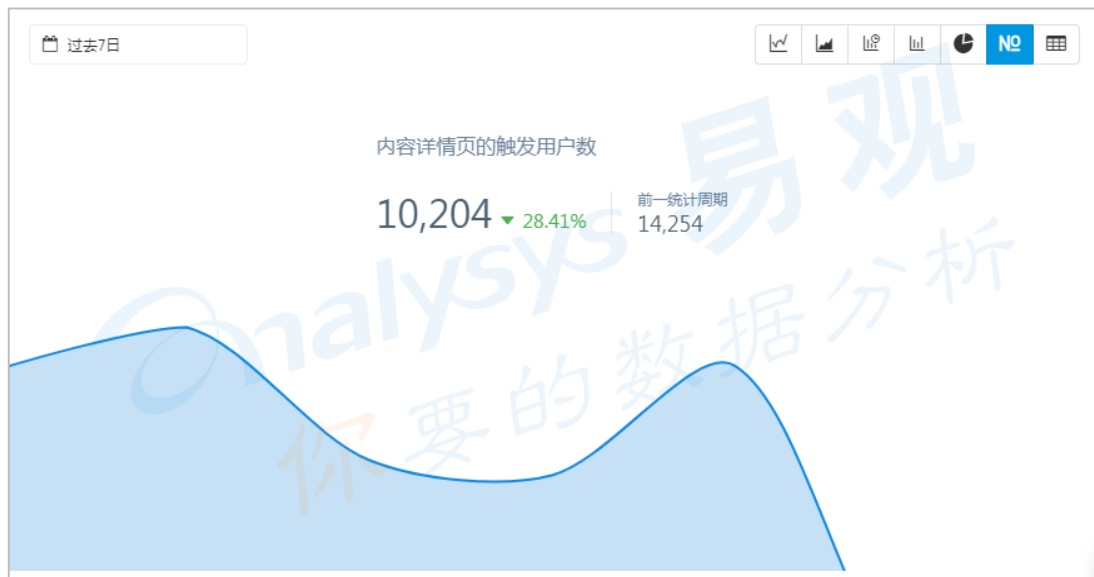 过去7日
№
内容详情页的触发用户数
10,204 28.41%
前一统计周期
14,254
analysys 易观
你要的数据分析